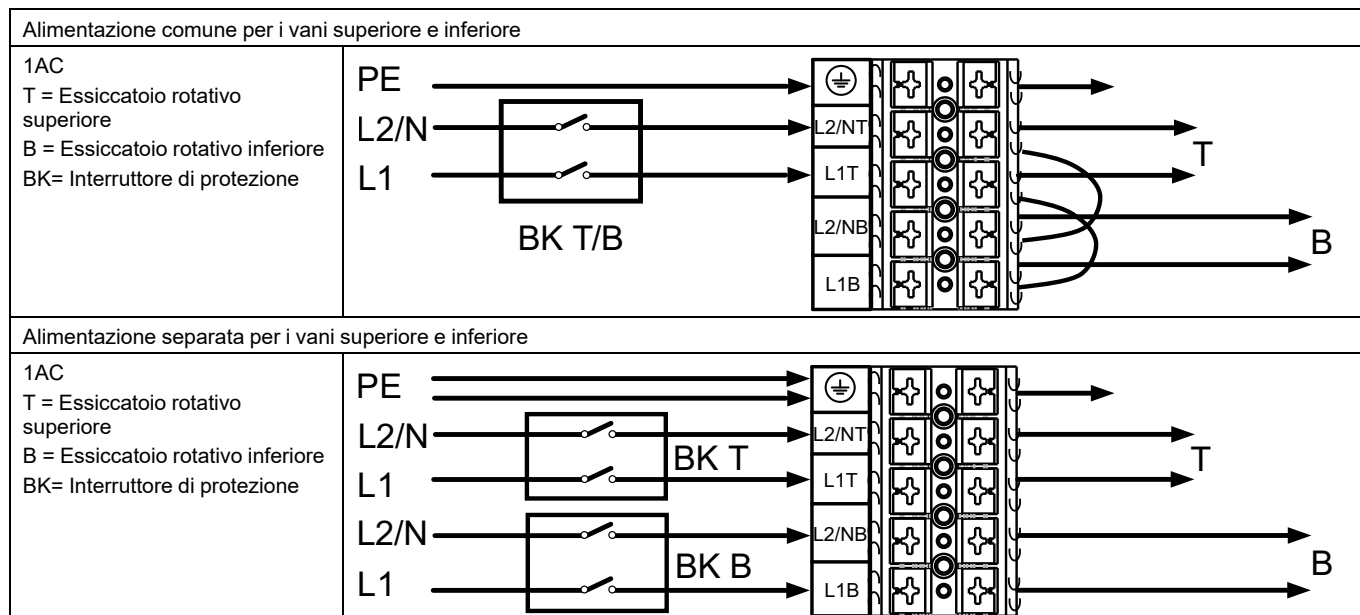 Alimentazione comune per i vani superiore e inferiore
1AC
T = Essiccatoio rotativo
superiore
B = Essiccatoio rotativo inferiore
BK= Interruttore di protezione
PE
L2/N
L1
BK T/B
L2/NT
L1T
L2/NB
L1B
T
B
Alimentazione separata per i vani superiore e inferiore
1AC
T = Essiccatoio rotativo
superiore
B = Essiccatoio rotativo inferiore
BK= Interruttore di protezione
PE
L2/N
L1
L2/N
L1
BK T
BK B
L2/NT
L1T
L2/NB
L1B
T
B